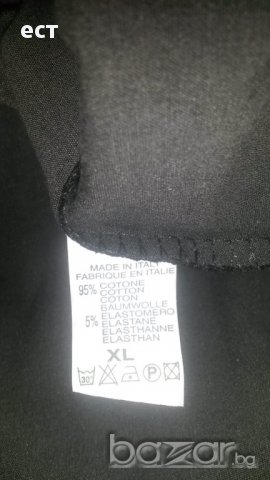 ест
MADE IN ITALY
FABRIQUE EN ITALIE
95% COTONE
COTTON
COTON
BAUMWOLLE
5% ELASTOMERO
ELASTANE
ELASTHANNE
ELASTHAN
XL
30° P
bazar.bg